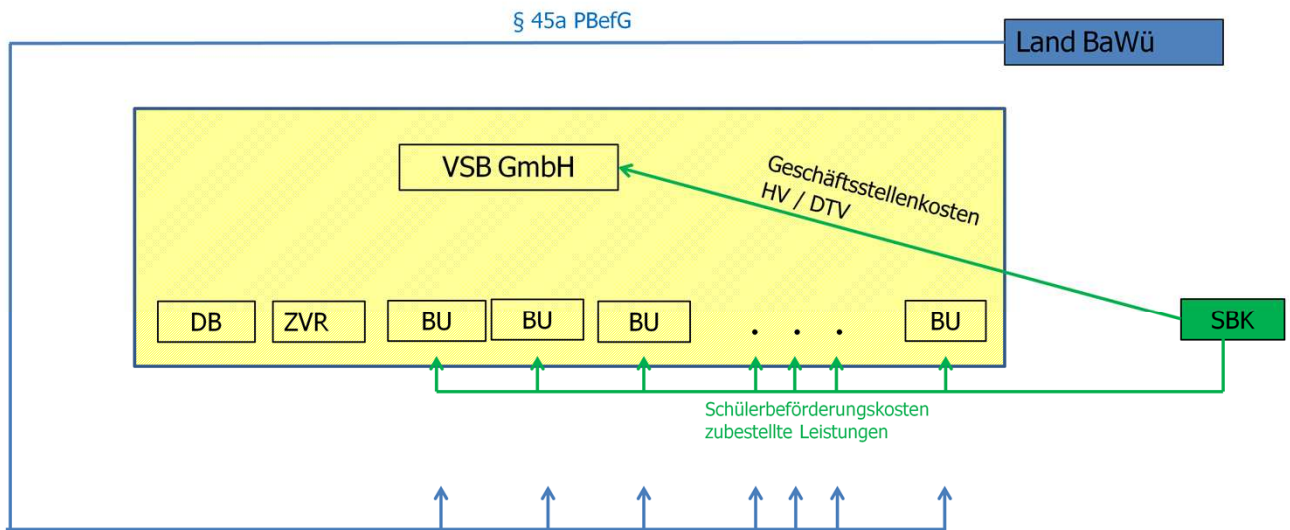 § 45a PBefG
Land BaWü
VSB GmbH
Geschäftsstellenkosten
HV / DTV
DB
ZVR
BU
BU
BU
. . .
BU
SBK
Schülerbeförderungskosten
zubestellte Leistungen